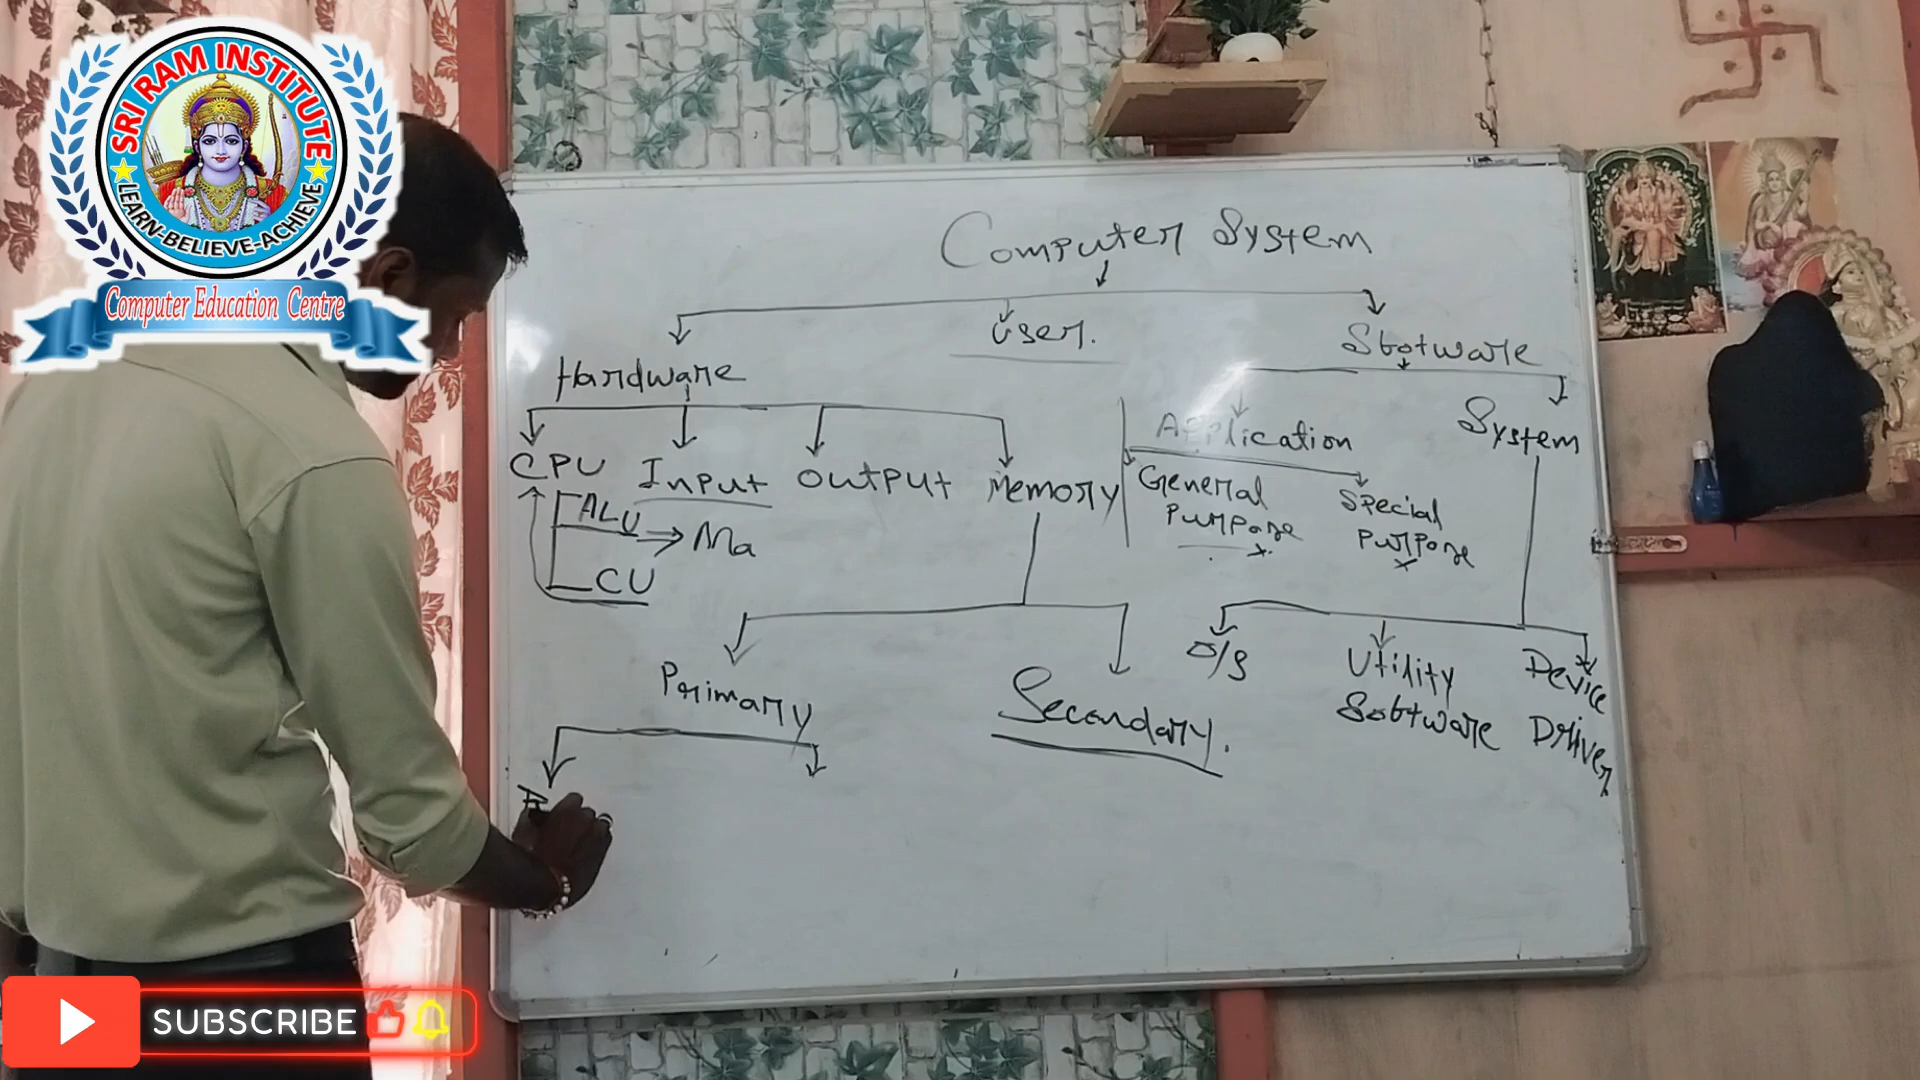 SRI RAM INSTITUTE
LEARN-BELIEVE-ACHIEVE
Computer Education Centre
Computer System
User.
Hardware
Software
CPU
Input
Output
Memory
Application
System
ALU
Ma
CU
General
Purpose
Special
Purpose
Primary
Secondary.
O/S
Utility
Software
Device
Driver
SUBSCRIBE